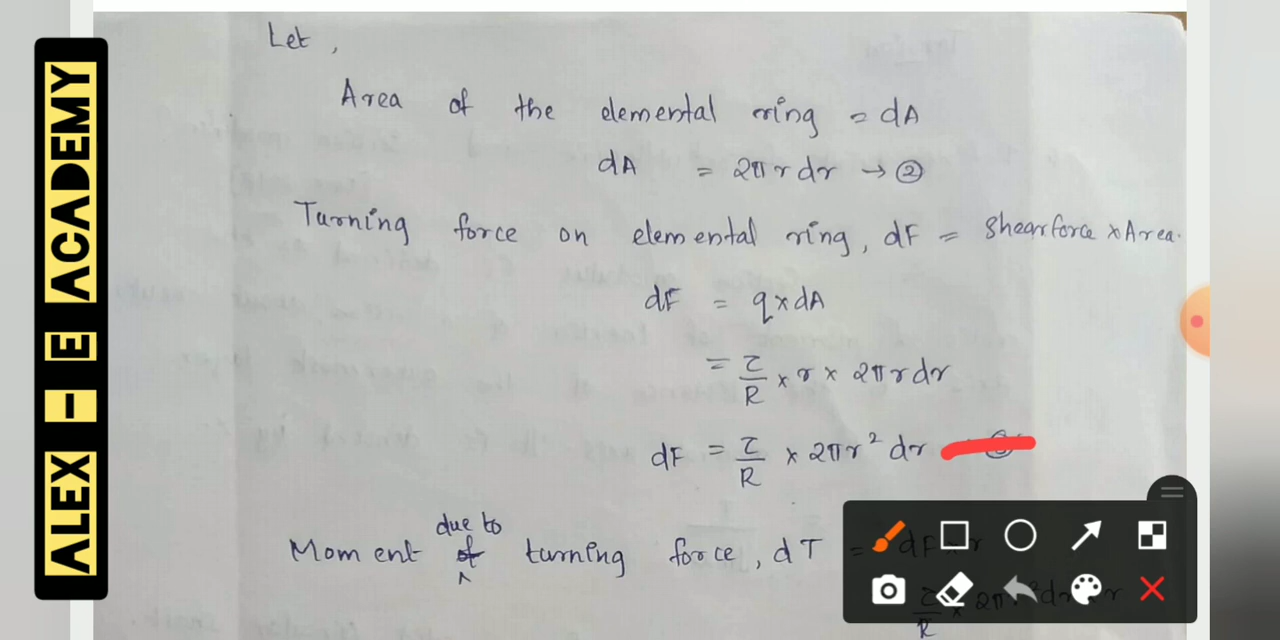 ALEX - E ACADEMY
Let,
Area of the elemental ring = dA
dA = 2πr dr → ②
Turning force on elemental ring, dF = Shear force × Area.
dF = q × dA
= τ/R × r × 2πr dr
dF = τ/R × 2πr² dr
due to
Moment of turning force, dT =